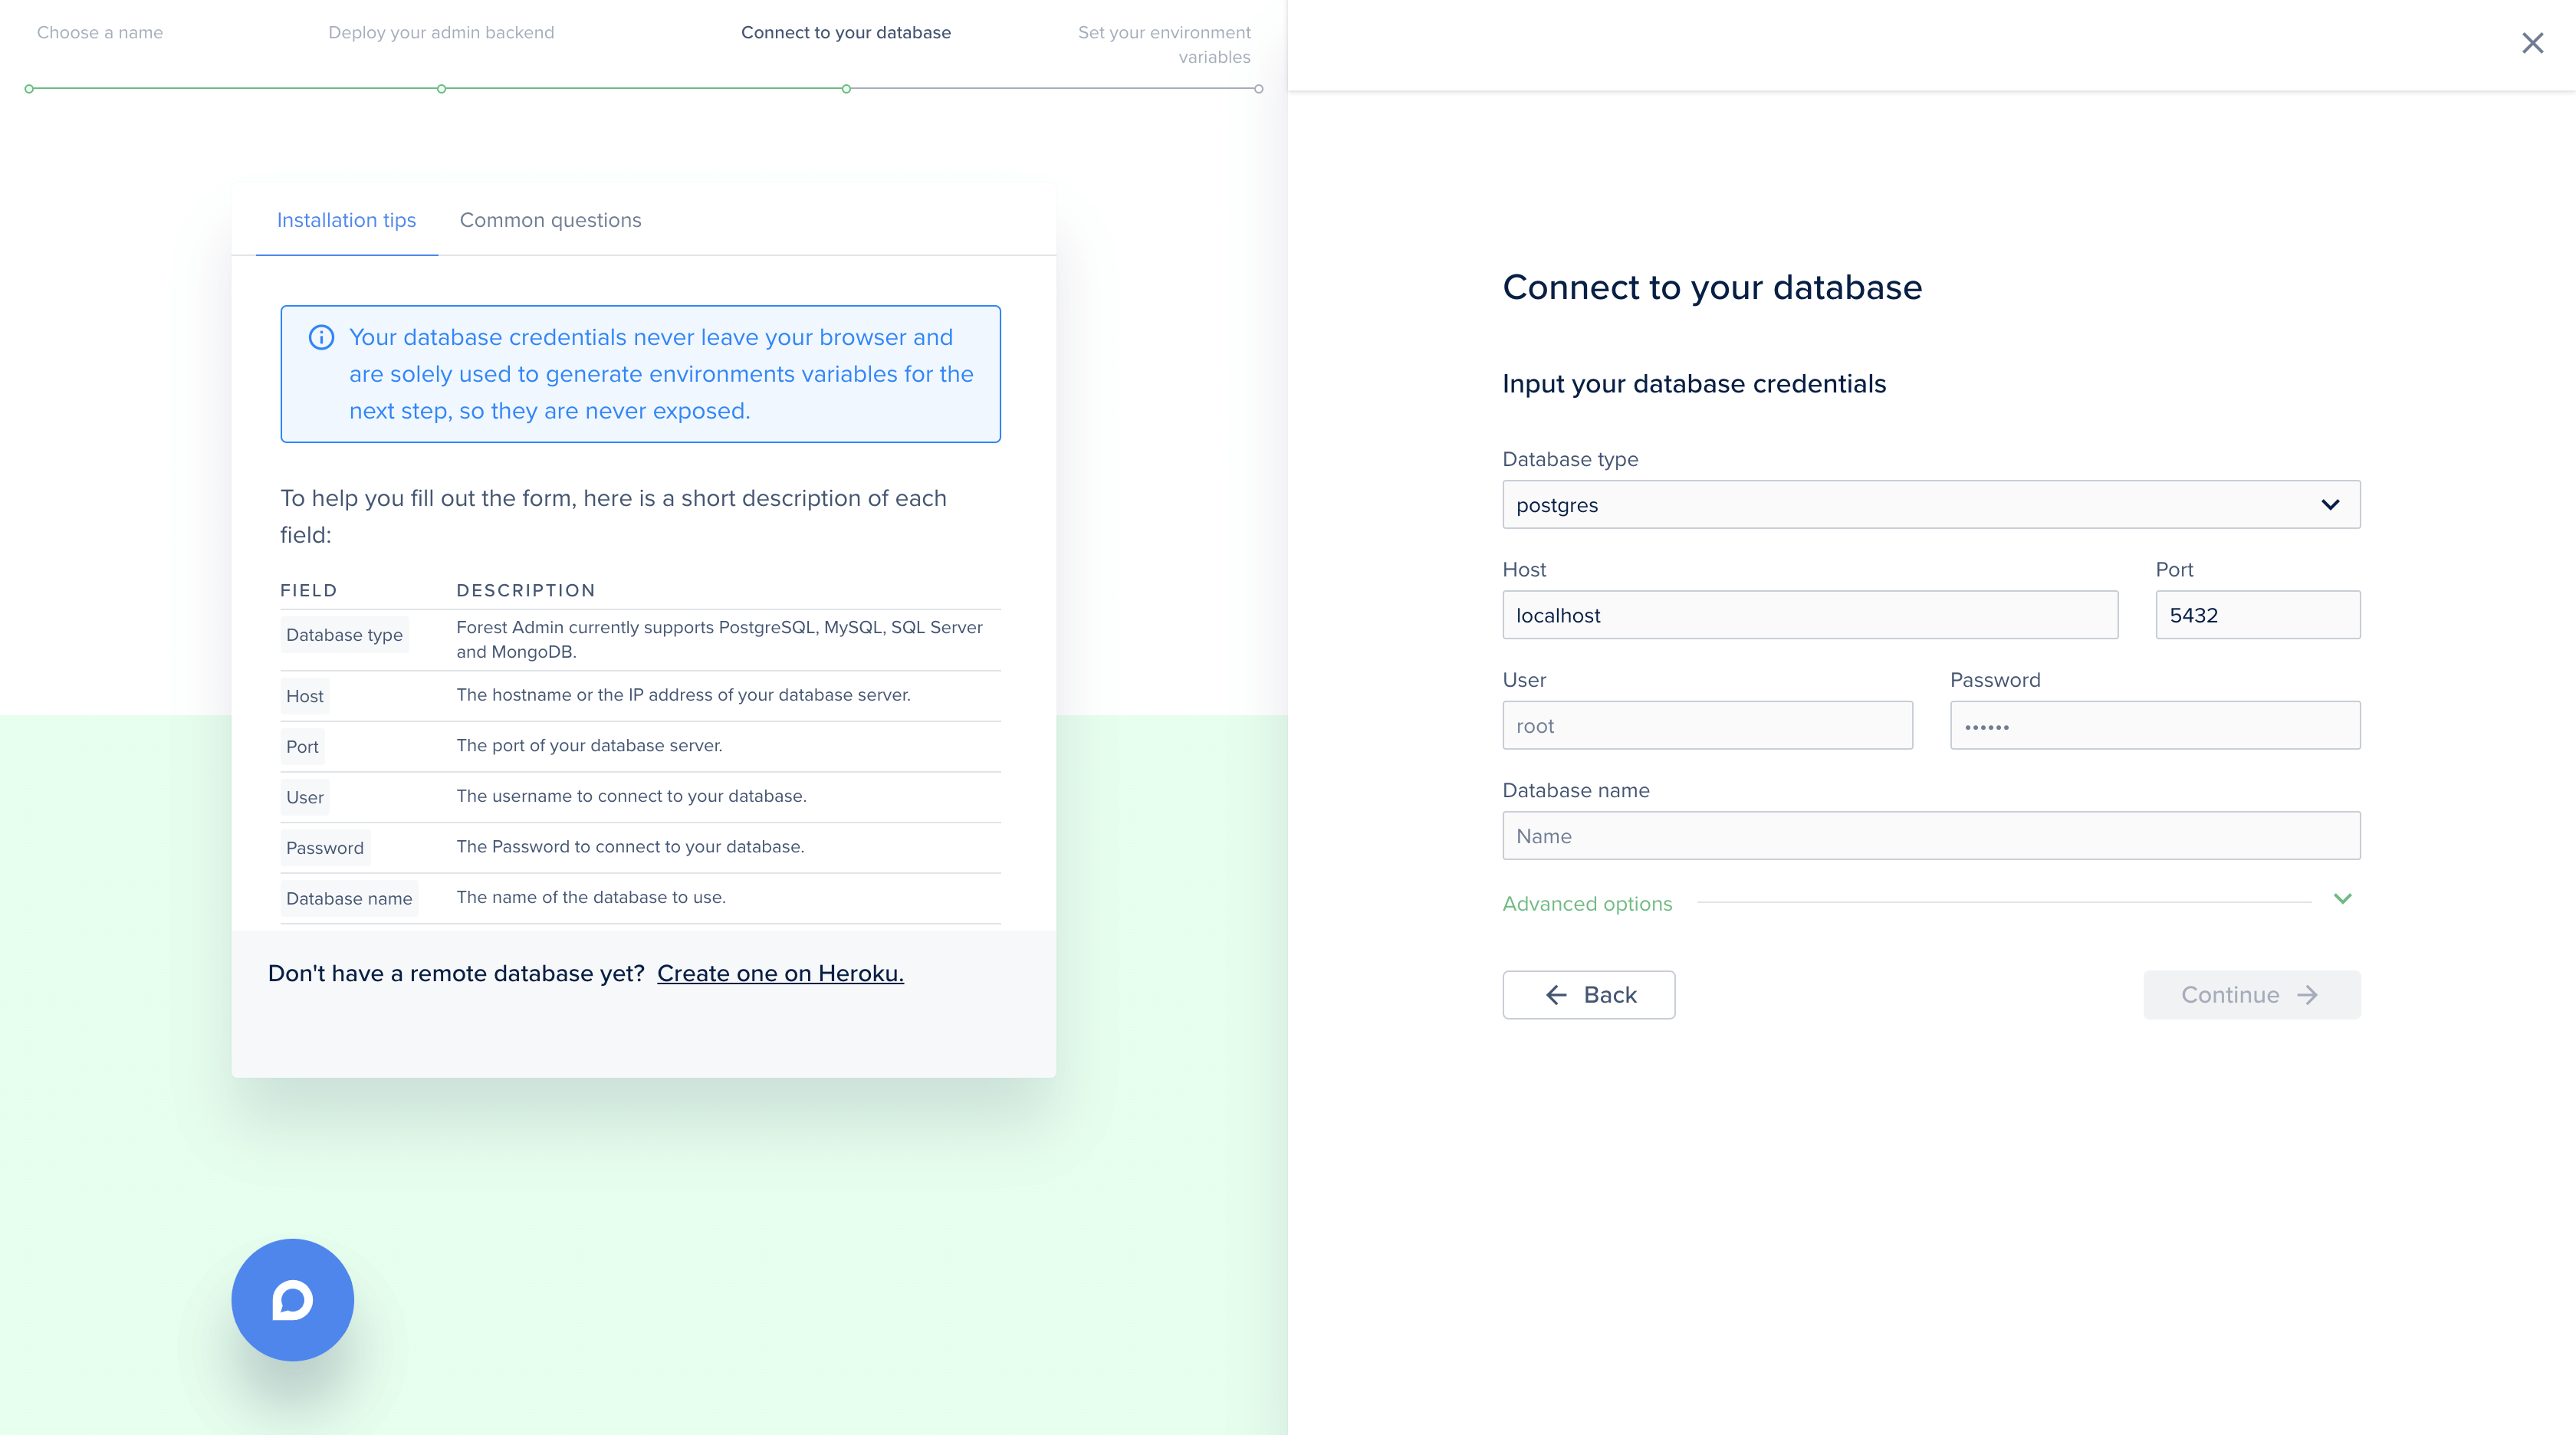 Choose a name
Deploy your admin backend
Connect to your database
Set your environment
variables
Installation tips
Common questions
Your database credentials never leave your browser and
are solely used to generate environments variables for the
next step, so they are never exposed.
To help you fill out the form, here is a short description of each
field:
FIELD DESCRIPTION
Database type Forest Admin currently supports PostgreSQL, MySQL, SQL Server
and MongoDB.
Host The hostname or the IP address of your database server.
Port The port of your database server.
User The username to connect to your database.
Password The Password to connect to your database.
Database name The name of the database to use.
Don't have a remote database yet? Create one on Heroku.
Connect to your database
Input your database credentials
Database type
postgres
Host Port
localhost 5432
User Password
root ••••••
Database name
Name
Advanced options
Back Continue